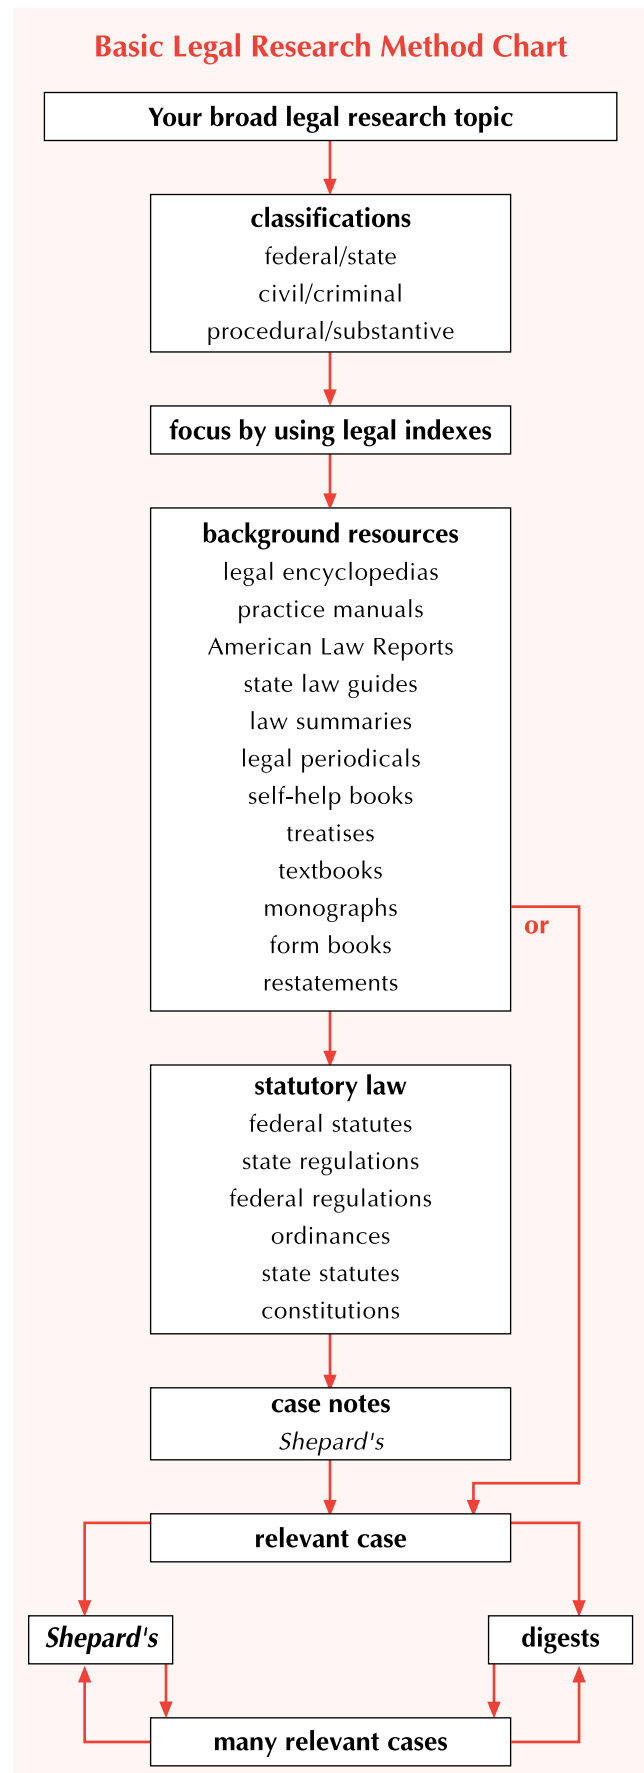 Basic Legal Research Method Chart
Your broad legal research topic
classifications
federal/state
civil/criminal
procedural/substantive
focus by using legal indexes
background resources
legal encyclopedias
practice manuals
American Law Reports
state law guides
law summaries
legal periodicals
self-help books
treatises
textbooks
monographs
or
form books
restatements
statutory law
federal statutes
state regulations
federal regulations
ordinances
state statutes
constitutions
case notes
Shepard's
relevant case
Shepard's
digests
many relevant cases